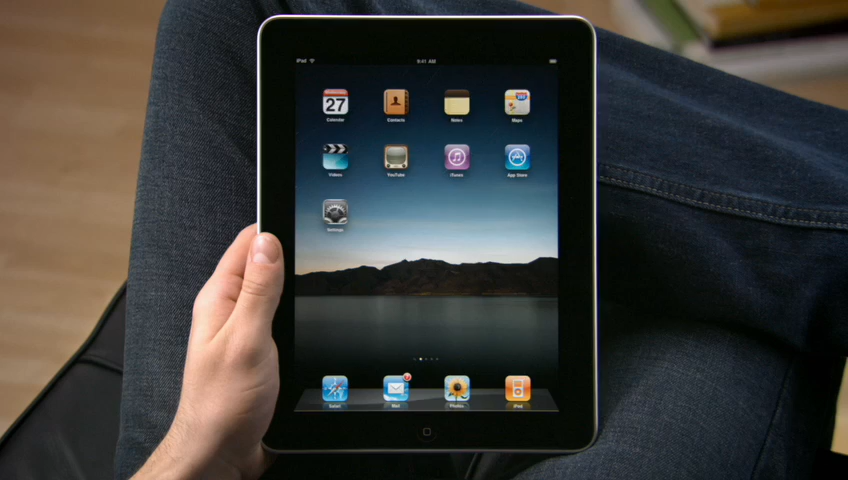 iPad 9:41 AM
27
Calendar Contacts Notes Maps
Videos YouTube iTunes App Store
Settings
Safari Mail Photos iPod